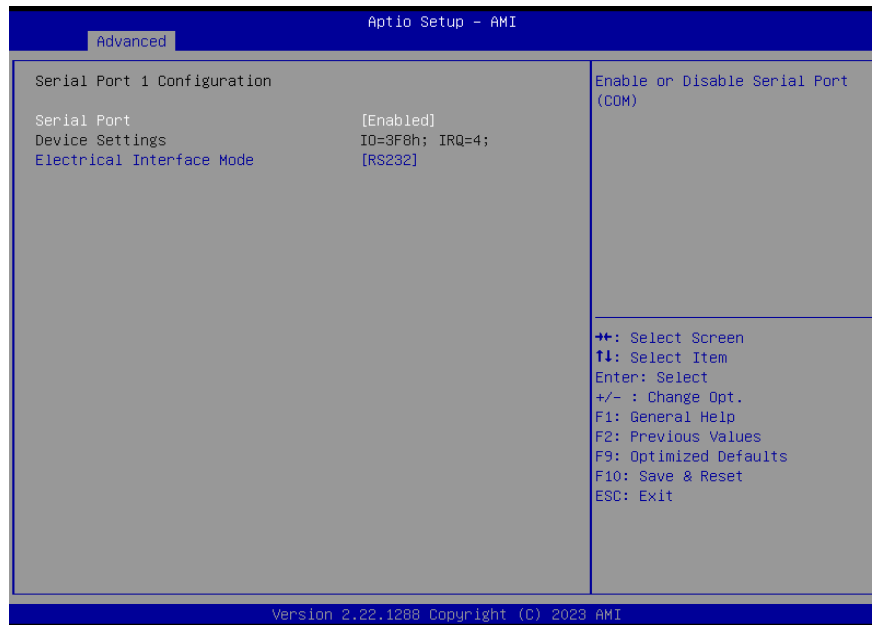 Aptio Setup – AMI
Advanced
Serial Port 1 Configuration
Serial Port [Enabled]
Device Settings IO=3F8h; IRQ=4;
Electrical Interface Mode [RS232]
Enable or Disable Serial Port
(COM)
→←: Select Screen
↑↓: Select Item
Enter: Select
+/- : Change Opt.
F1: General Help
F2: Previous Values
F9: Optimized Defaults
F10: Save & Reset
ESC: Exit
Version 2.22.1288 Copyright (C) 2023 AMI